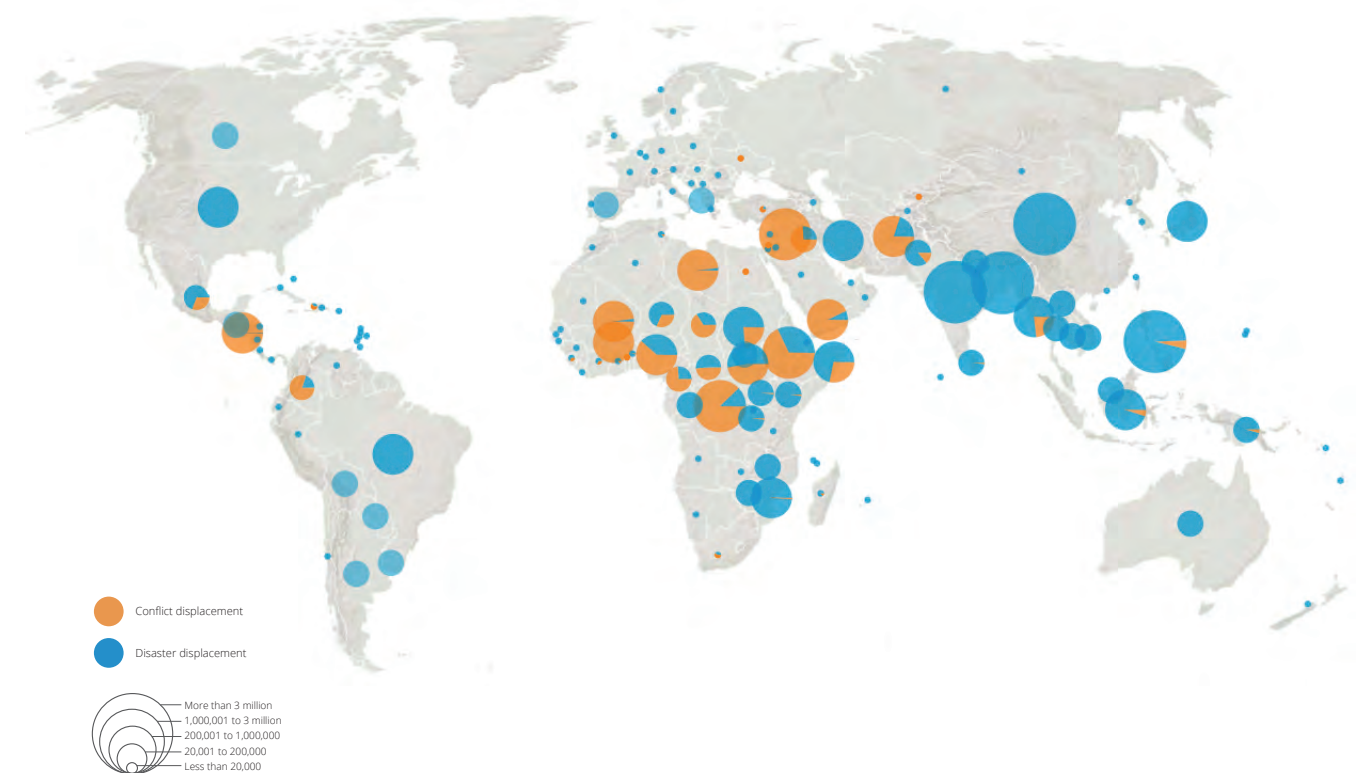 Conflict displacement
Disaster displacement
More than 3 million
1,000,001 to 3 million
200,001 to 1,000,000
20,001 to 200,000
Less than 20,000